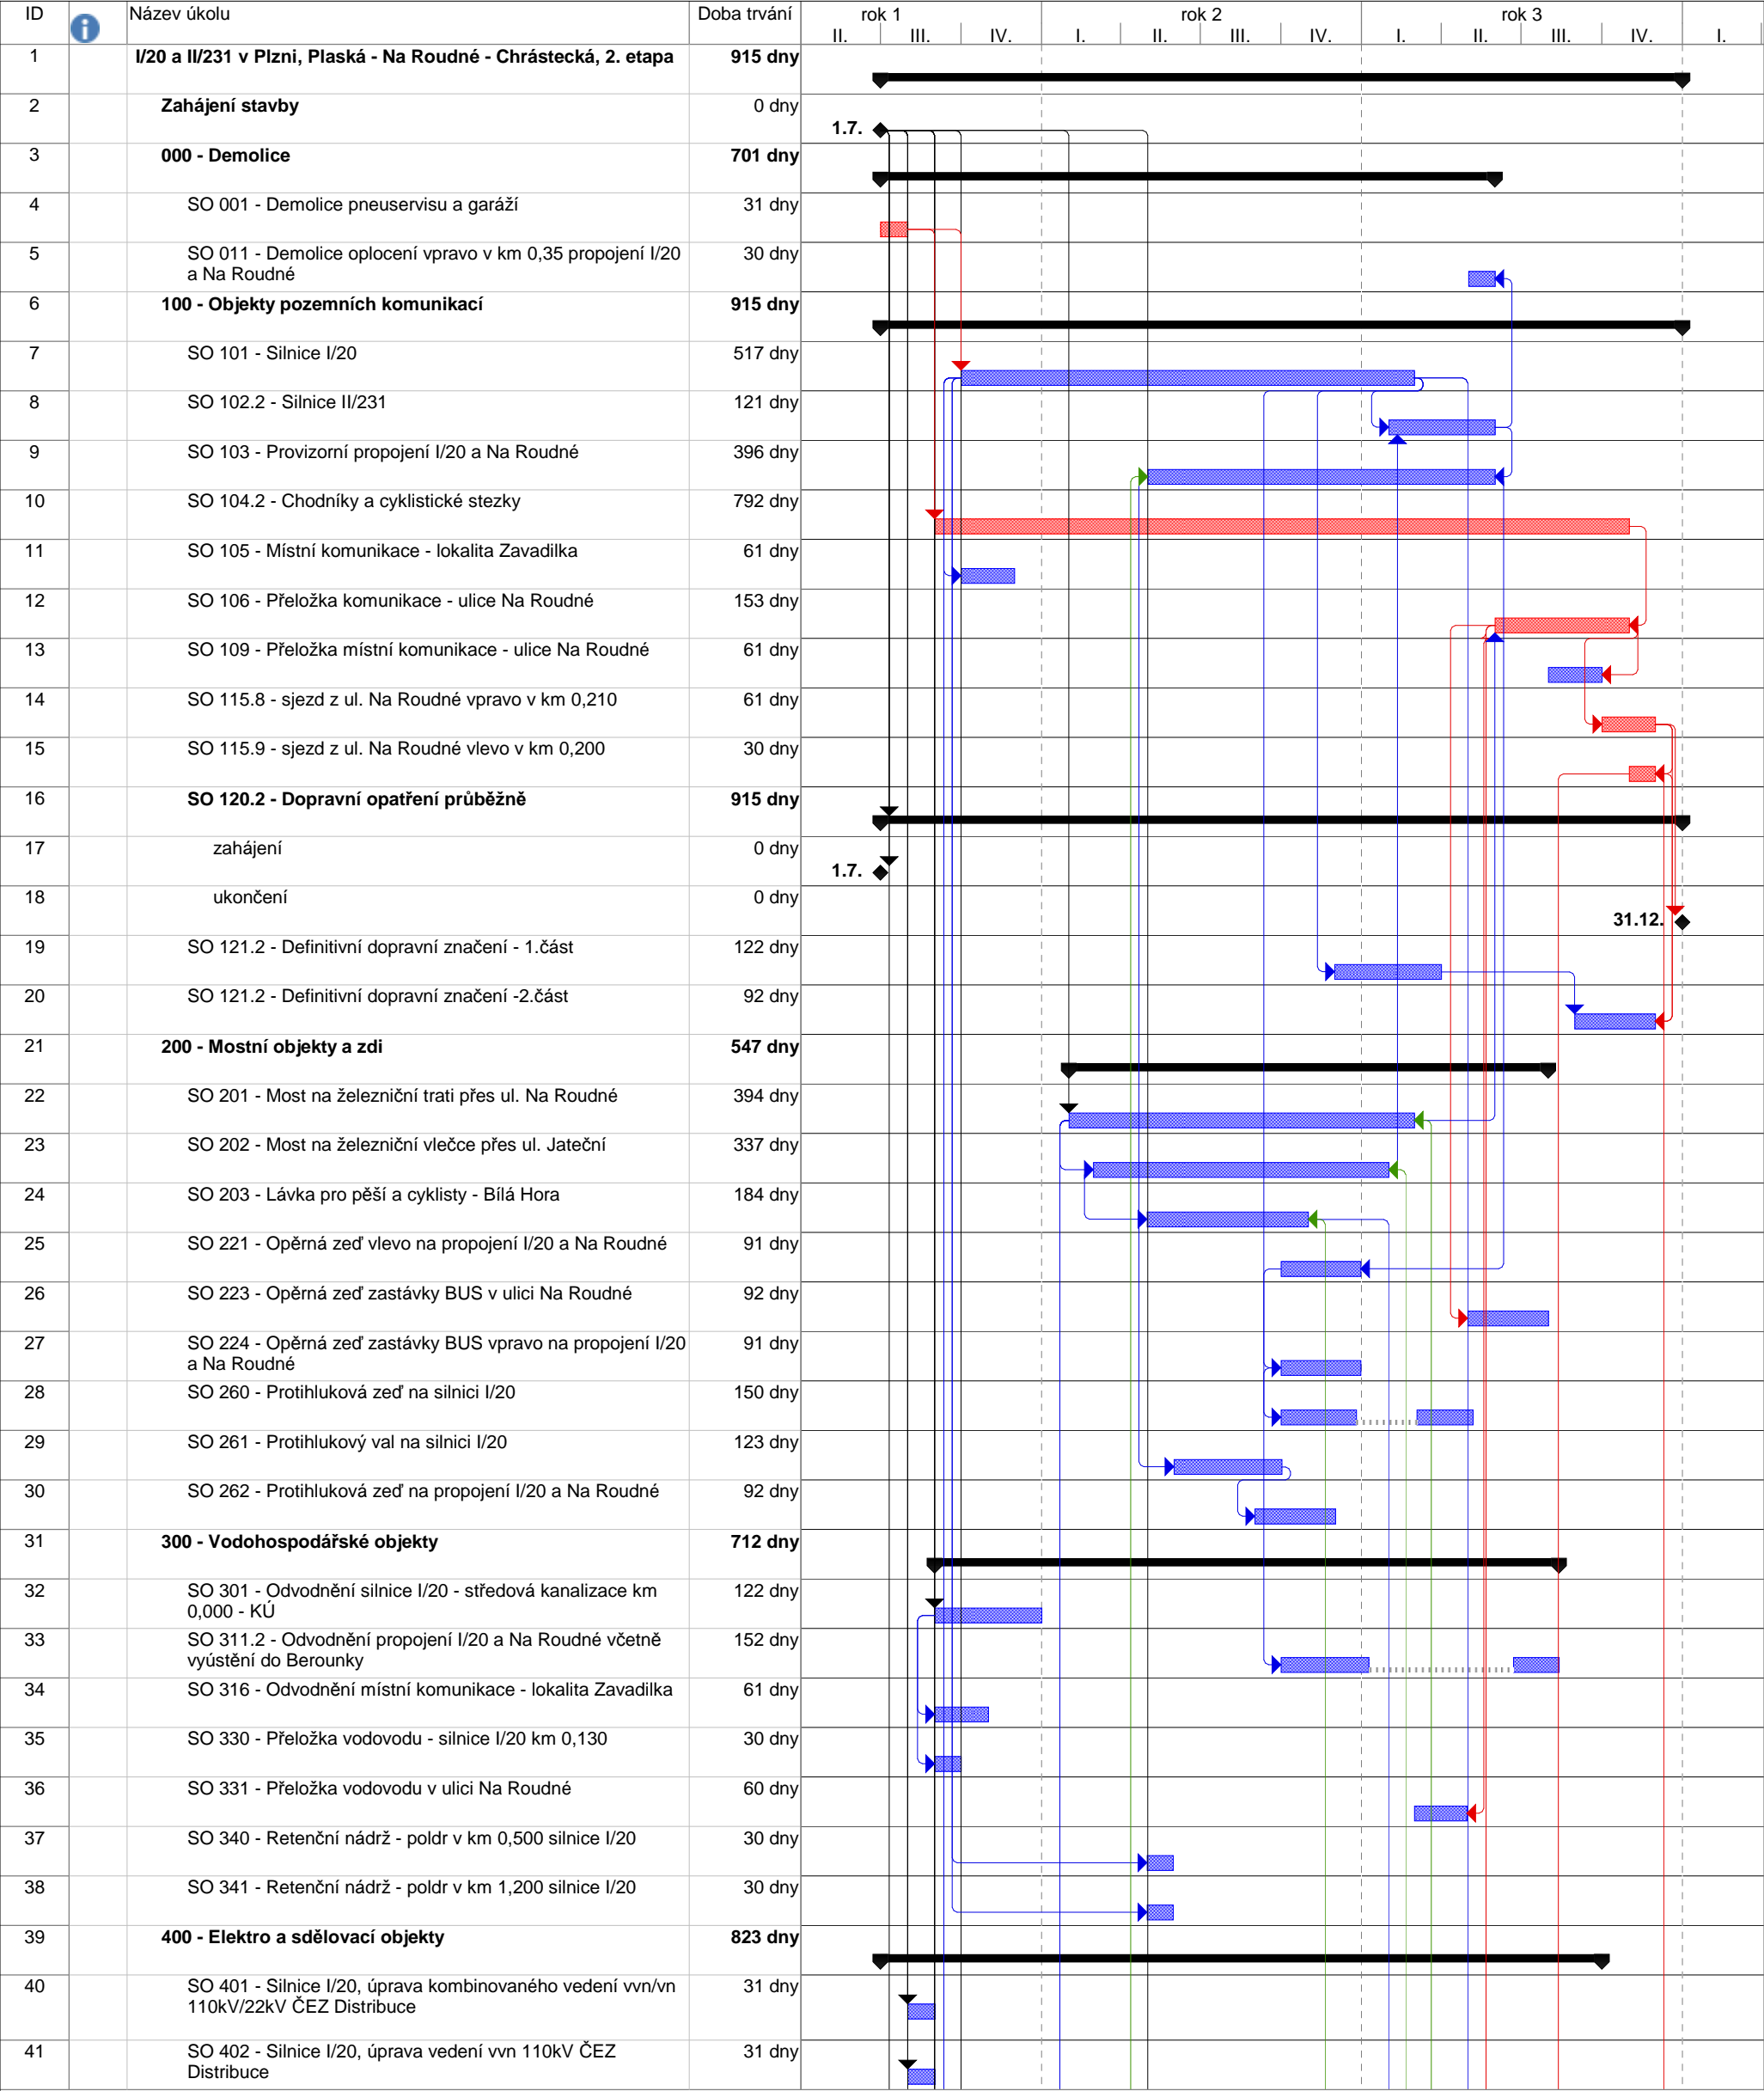 ID Název úkolu Doba trvání rok 1 rok 2 rok 3
II. III. IV. I. II. III. IV. I. II. III. IV. I.
1 I/20 a II/231 v Plzni, Plaská - Na Roudné - Chrástecká, 2. etapa 915 dny
2 Zahájení stavby 0 dny
1.7.
3 000 - Demolice 701 dny
4 SO 001 - Demolice pneuservisu a garáží 31 dny
5 SO 011 - Demolice oplocení vpravo v km 0,35 propojení I/20 30 dny
a Na Roudné
6 100 - Objekty pozemních komunikací 915 dny
7 SO 101 - Silnice I/20 517 dny
8 SO 102.2 - Silnice II/231 121 dny
9 SO 103 - Provizorní propojení I/20 a Na Roudné 396 dny
10 SO 104.2 - Chodníky a cyklistické stezky 792 dny
11 SO 105 - Místní komunikace - lokalita Zavadilka 61 dny
12 SO 106 - Přeložka komunikace - ulice Na Roudné 153 dny
13 SO 109 - Přeložka místní komunikace - ulice Na Roudné 61 dny
14 SO 115.8 - sjezd z ul. Na Roudné vpravo v km 0,210 61 dny
15 SO 115.9 - sjezd z ul. Na Roudné vlevo v km 0,200 30 dny
16 SO 120.2 - Dopravní opatření průběžně 915 dny
17 zahájení 0 dny
1.7.
18 ukončení 0 dny
31.12.
19 SO 121.2 - Definitivní dopravní značení - 1.část 122 dny
20 SO 121.2 - Definitivní dopravní značení -2.část 92 dny
21 200 - Mostní objekty a zdi 547 dny
22 SO 201 - Most na železniční trati přes ul. Na Roudné 394 dny
23 SO 202 - Most na železniční vlečce přes ul. Jateční 337 dny
24 SO 203 - Lávka pro pěší a cyklisty - Bílá Hora 184 dny
25 SO 221 - Opěrná zeď vlevo na propojení I/20 a Na Roudné 91 dny
26 SO 223 - Opěrná zeď zastávky BUS v ulici Na Roudné 92 dny
27 SO 224 - Opěrná zeď zastávky BUS vpravo na propojení I/20 91 dny
a Na Roudné
28 SO 260 - Protihluková zeď na silnici I/20 150 dny
29 SO 261 - Protihlukový val na silnici I/20 123 dny
30 SO 262 - Protihluková zeď na propojení I/20 a Na Roudné 92 dny
31 300 - Vodohospodářské objekty 712 dny
32 SO 301 - Odvodnění silnice I/20 - středová kanalizace km 122 dny
0,000 - KÚ
33 SO 311.2 - Odvodnění propojení I/20 a Na Roudné včetně 152 dny
vyústění do Berounky
34 SO 316 - Odvodnění místní komunikace - lokalita Zavadilka 61 dny
35 SO 330 - Přeložka vodovodu - silnice I/20 km 0,130 30 dny
36 SO 331 - Přeložka vodovodu v ulici Na Roudné 60 dny
37 SO 340 - Retenční nádrž - poldr v km 0,500 silnice I/20 30 dny
38 SO 341 - Retenční nádrž - poldr v km 1,200 silnice I/20 30 dny
39 400 - Elektro a sdělovací objekty 823 dny
40 SO 401 - Silnice I/20, úprava kombinovaného vedení vvn/vn 31 dny
110kV/22kV ČEZ Distribuce
41 SO 402 - Silnice I/20, úprava vedení vvn 110kV ČEZ 31 dny
Distribuce